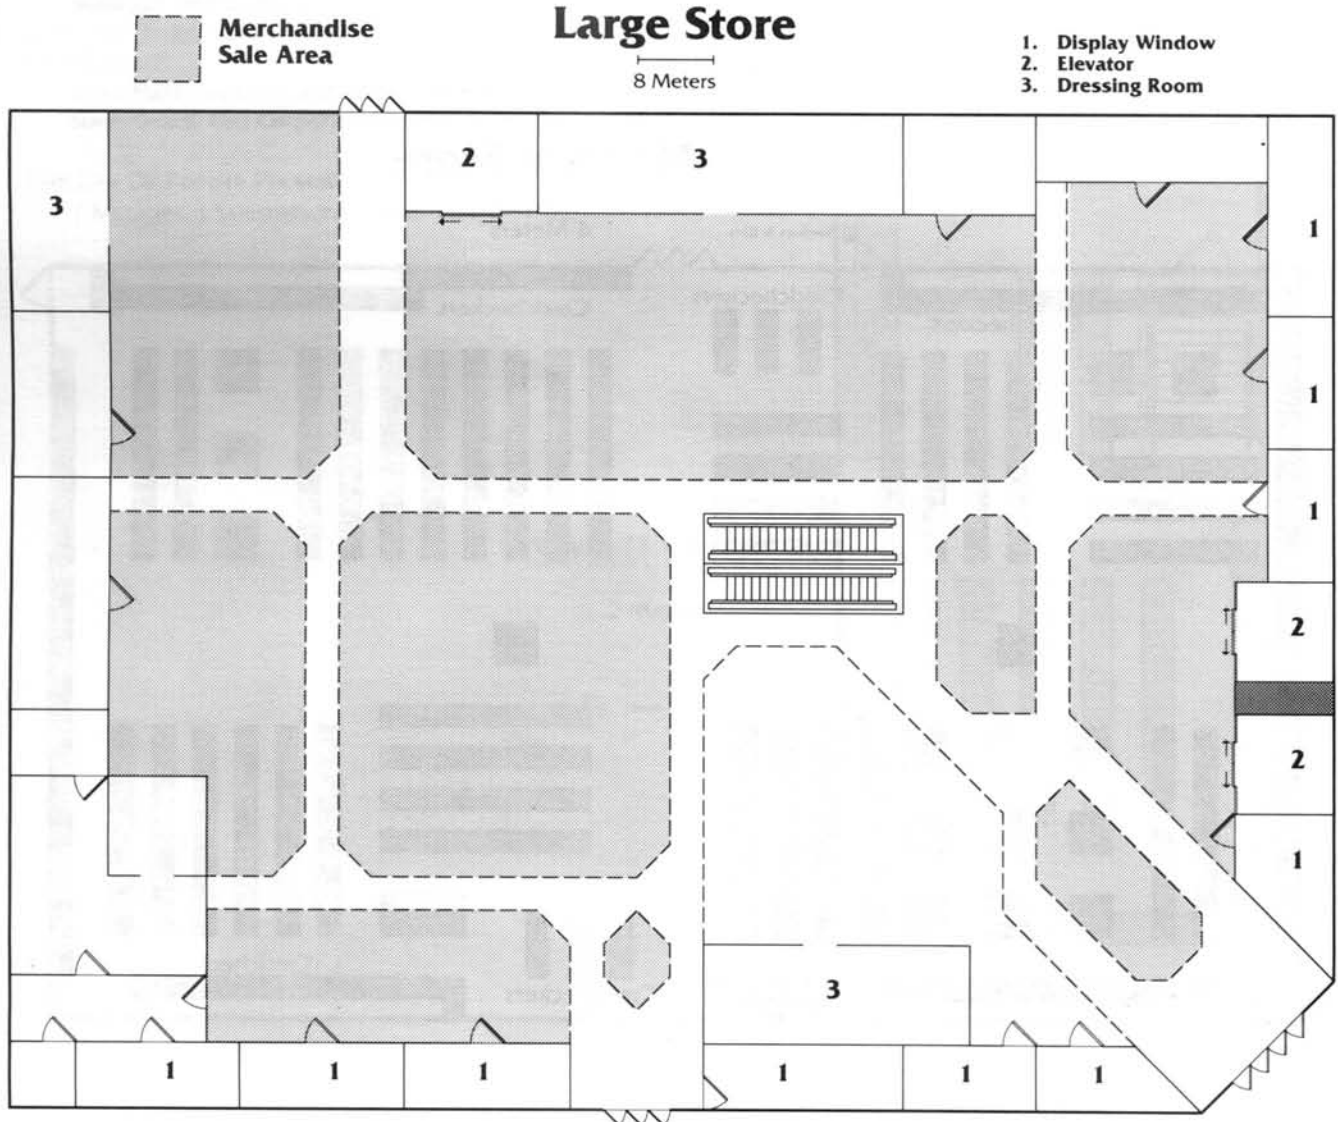 Large Store
Merchandise
Sale Area
8 Meters
1. Display Window
2. Elevator
3. Dressing Room
2
3
3
1
1
1
2
2
1
3
1
1
1
1
1
1